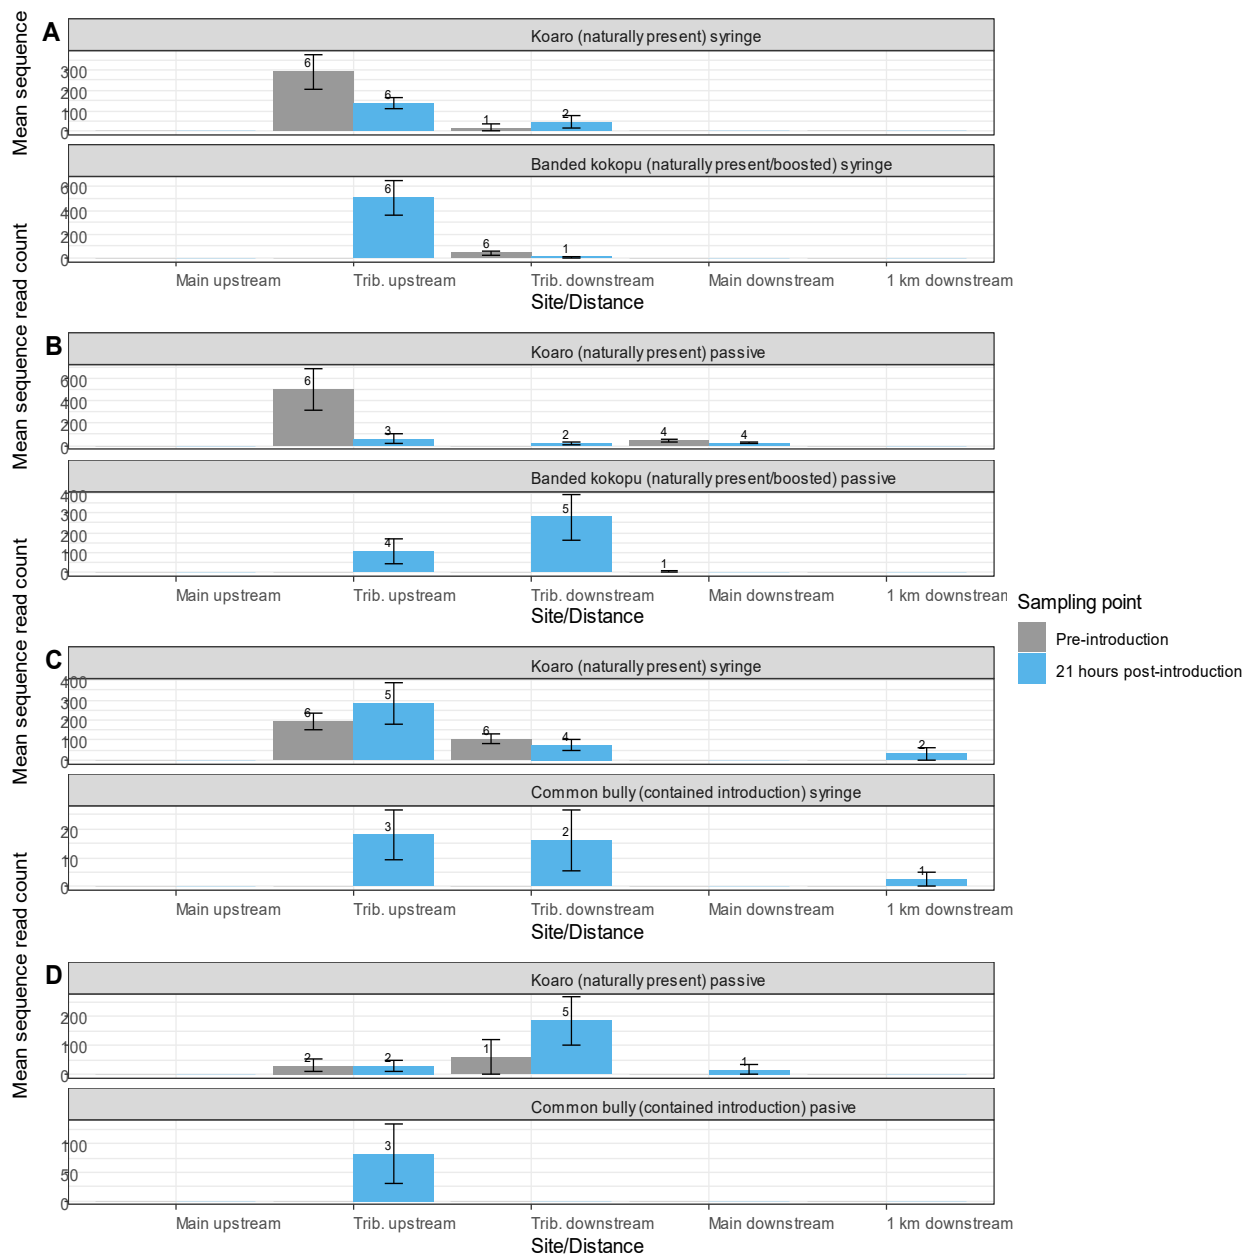 A
Mean sequence
Koaro (naturally present) syringe
300
200
100
0
6
6
1
2
Banded kokopu (naturally present/boosted) syringe
600
400
200
0
6
6
1
Main upstream
Trib. upstream
Trib. downstream
Main downstream
1 km downstream
Site/Distance
Mean sequence read count
B
Koaro (naturally present) passive
600
400
200
0
6
3
2
4
4
Banded kokopu (naturally present/boosted) passive
400
300
200
100
0
4
5
1
Main upstream
Trib. upstream
Trib. downstream
Main downstream
1 km downstream
Site/Distance
Mean sequence read count
Sampling point
Pre-introduction
21 hours post-introduction
C
Koaro (naturally present) syringe
400
300
200
100
0
6
5
6
4
2
Common bully (contained introduction) syringe
20
10
0
3
2
1
Main upstream
Trib. upstream
Trib. downstream
Main downstream
1 km downstream
Site/Distance
Mean sequence read count
D
Koaro (naturally present) passive
200
100
0
2
2
1
5
1
Common bully (contained introduction) pasive
100
50
0
3
Main upstream
Trib. upstream
Trib. downstream
Main downstream
1 km downstream
Site/Distance